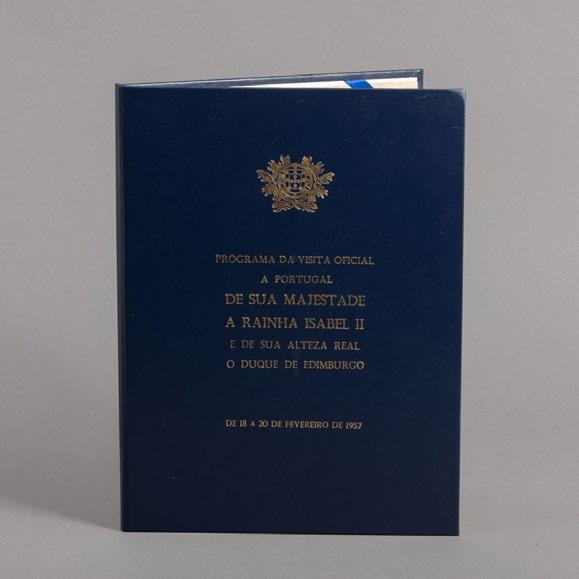 PROGRAMA DA VISITA OFICIAL
A PORTUGAL
DE SUA MAJESTADE
A RAINHA ISABEL II
E DE SUA ALTEZA REAL
O DUQUE DE EDIMBURGO
DE 18 A 20 DE FEVEREIRO DE 1957